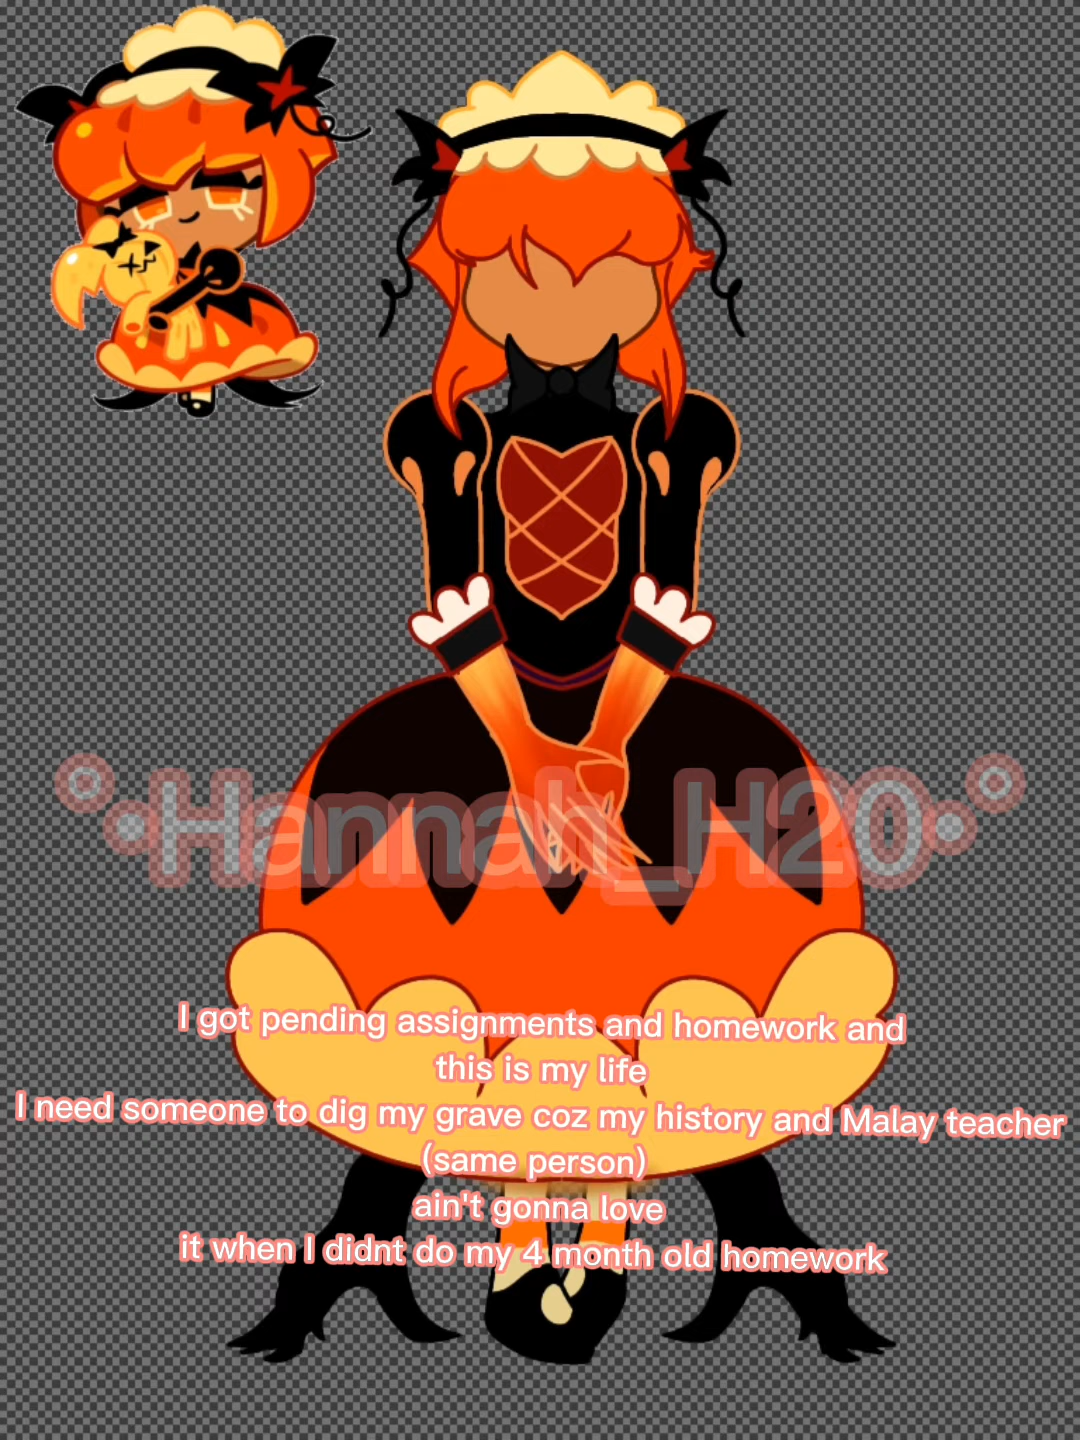 °•Hannah_H20•°
I got pending assignments and homework and
this is my life
I need someone to dig my grave coz my history and Malay teacher
(same person)
ain't gonna love
it when I didnt do my 4 month old homework